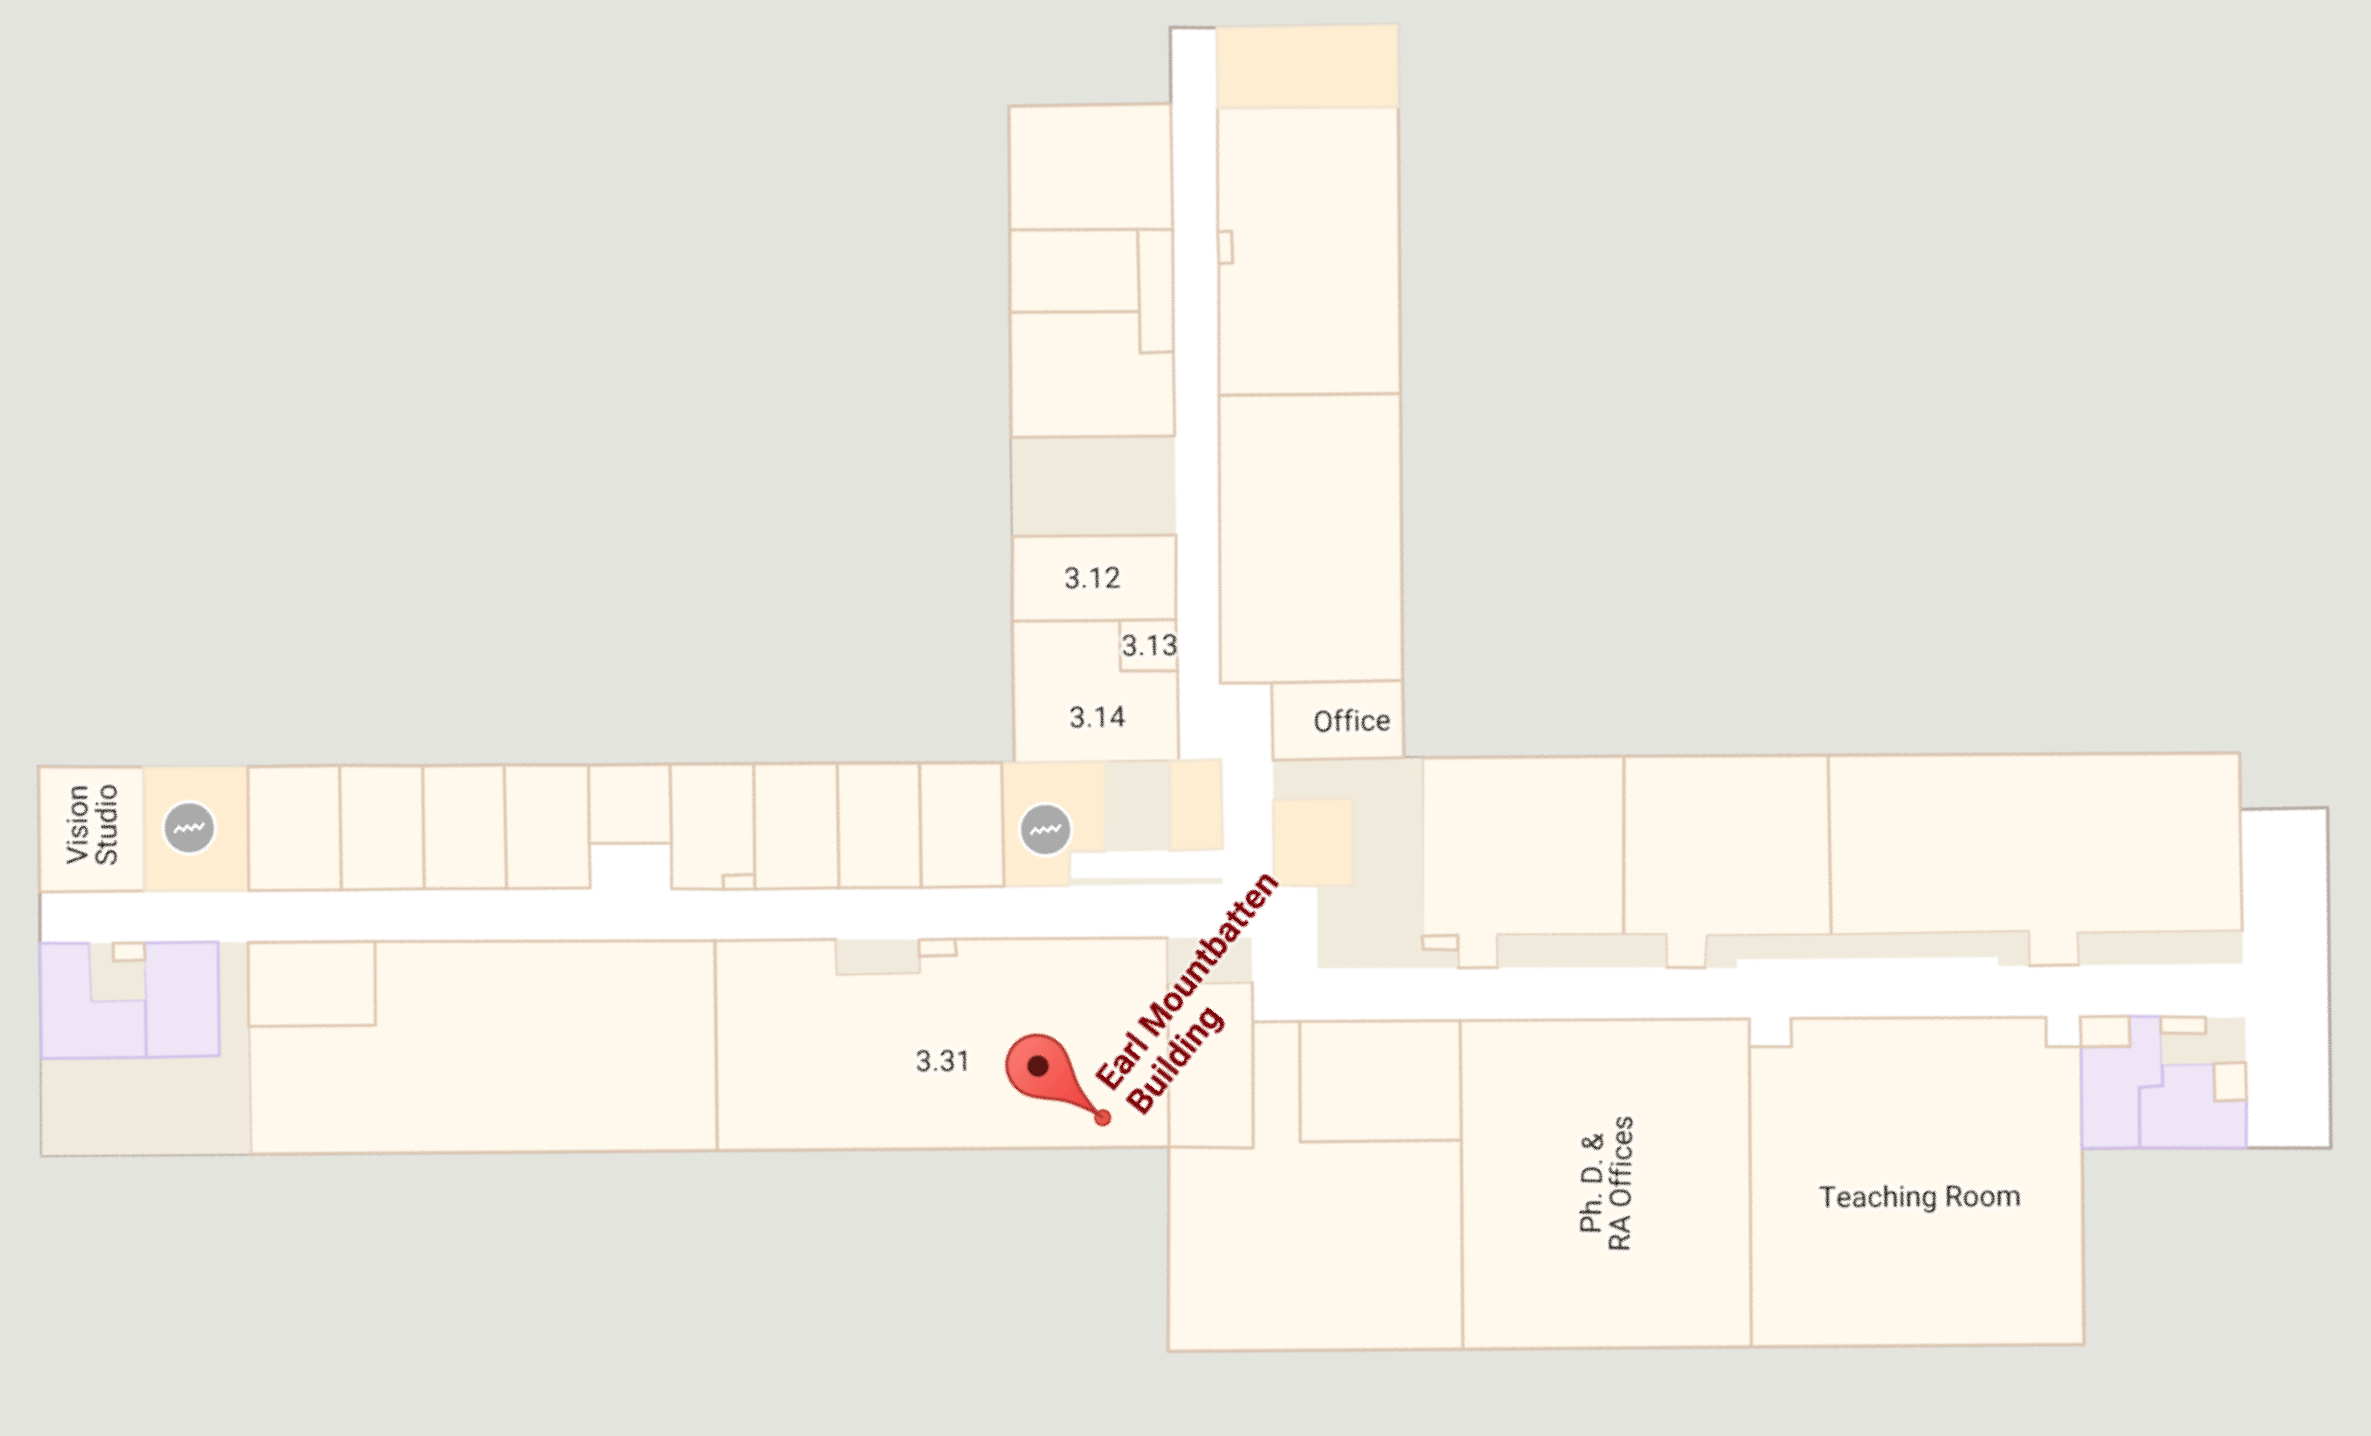 3.12
3.13
3.14
Office
Vision
Studio
Earl Mountbatten
Building
3.31
Ph. D. &
RA Offices
Teaching Room